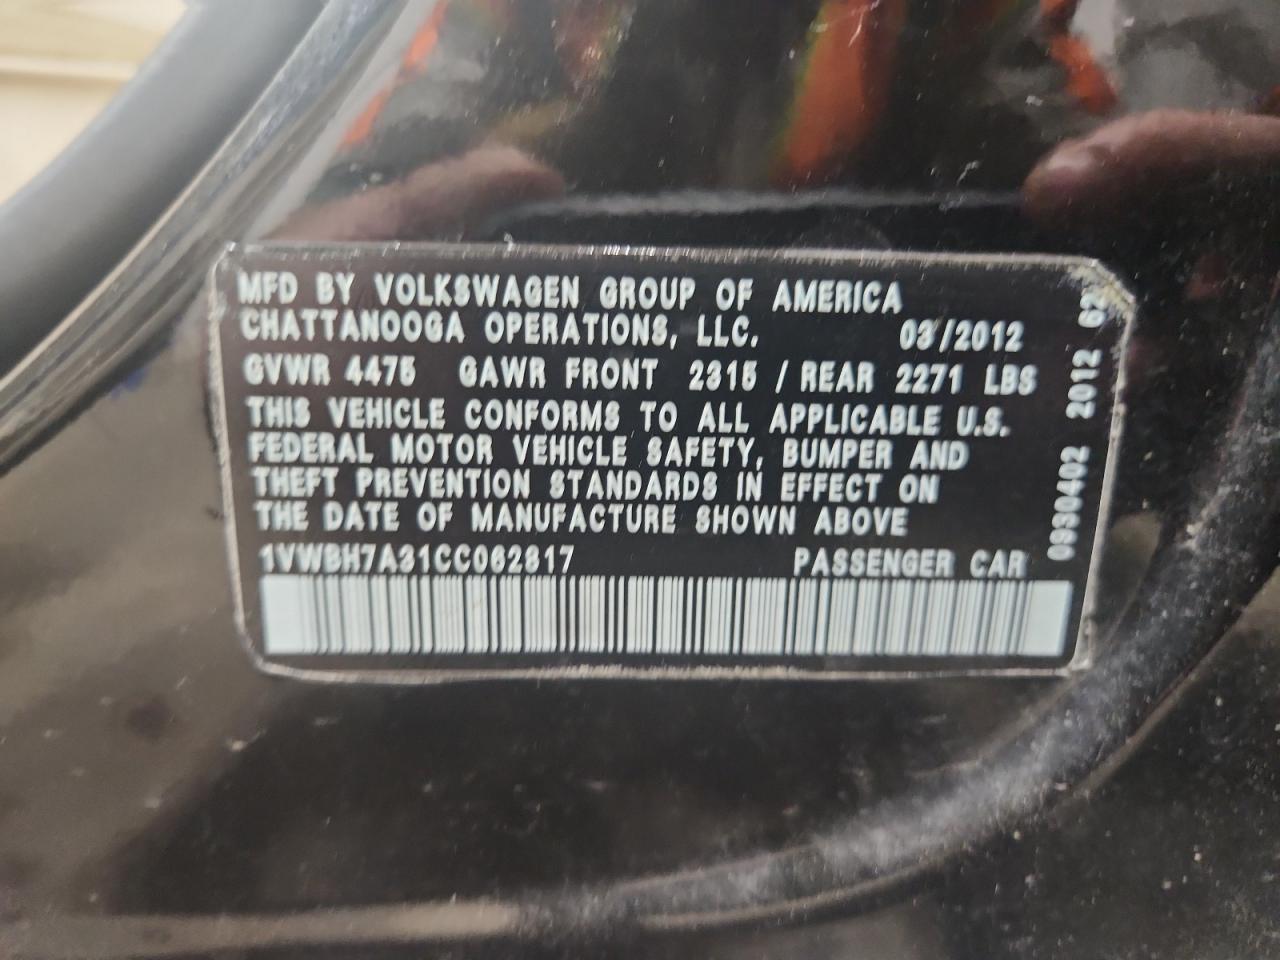 MFD BY VOLKSWAGEN GROUP OF AMERICA
CHATTANOOGA OPERATIONS, LLC. 03/2012
GVWR 4475 GAWR FRONT 2315 / REAR 2271 LBS
THIS VEHICLE CONFORMS TO ALL APPLICABLE U.S.
FEDERAL MOTOR VEHICLE SAFETY, BUMPER AND
THEFT PREVENTION STANDARDS IN EFFECT ON
THE DATE OF MANUFACTURE SHOWN ABOVE
1VWBH7A31CC062817 PASSENGER CAR
0930402 2012 02